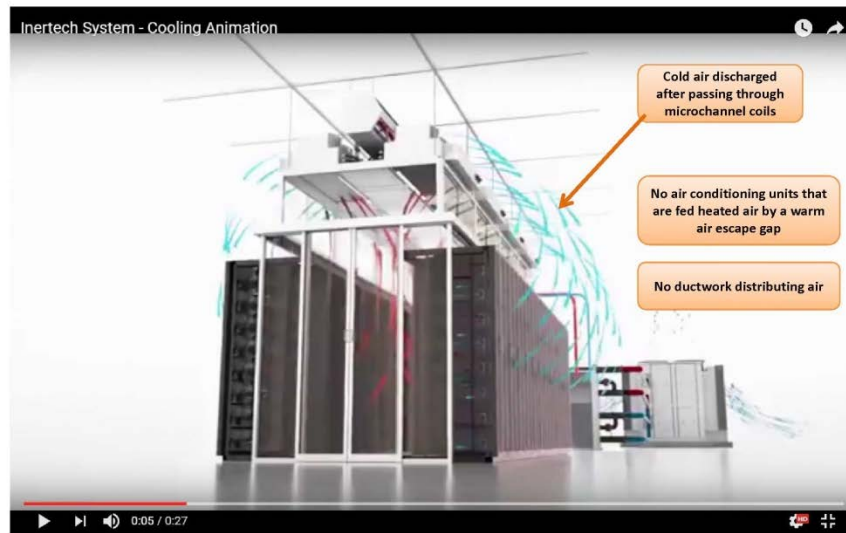 Inertech System - Cooling Animation
Cold air discharged
after passing through
microchannel coils
No air conditioning units that
are fed heated air by a warm
air escape gap
No ductwork distributing air
0:05 / 0:27
HD